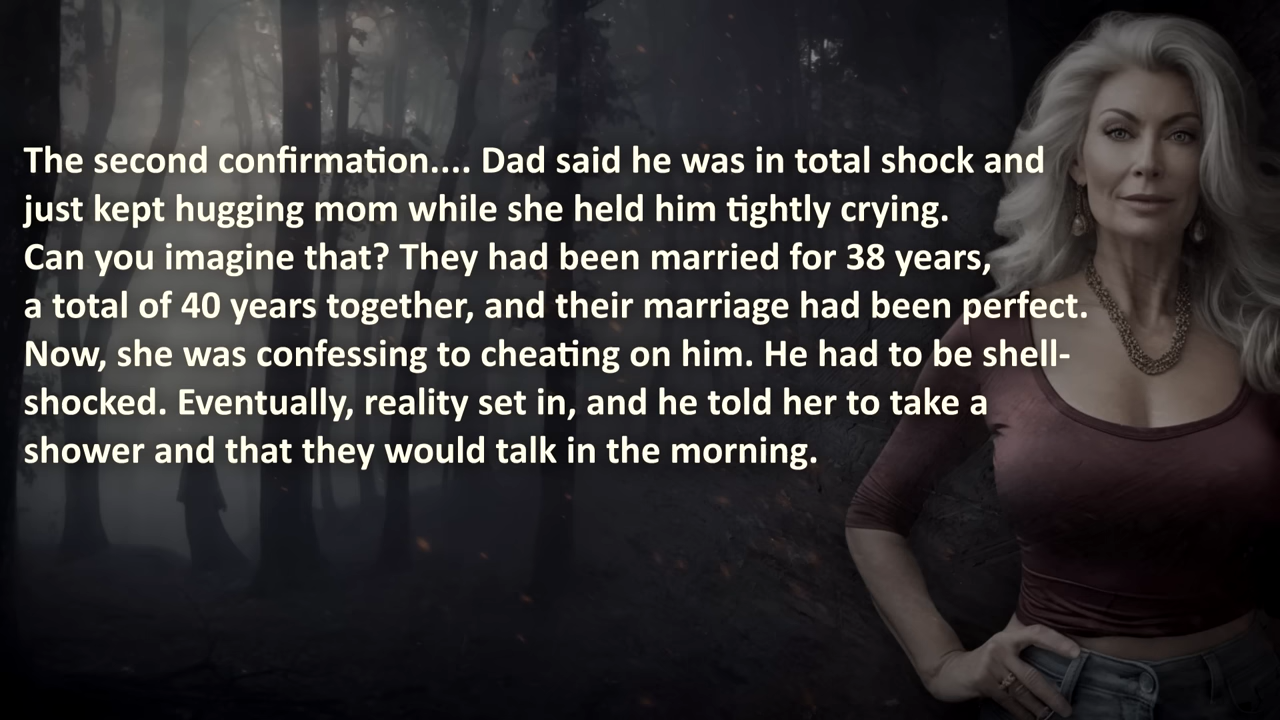 The second confirmation.... Dad said he was in total shock and
just kept hugging mom while she held him tightly crying.
Can you imagine that? They had been married for 38 years,
a total of 40 years together, and their marriage had been perfect.
Now, she was confessing to cheating on him. He had to be shell-
shocked. Eventually, reality set in, and he told her to take a
shower and that they would talk in the morning.